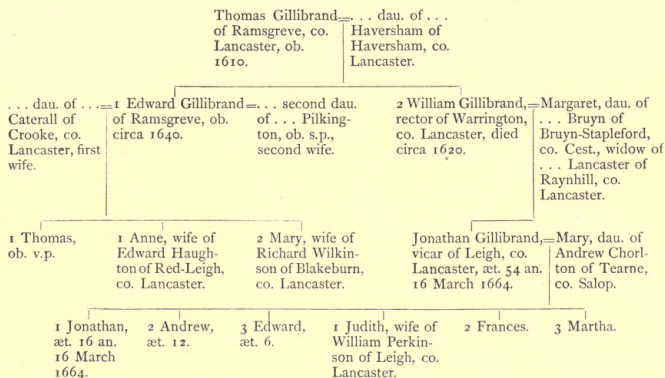 Thomas Gillibrand=. . . dau. of . . .
of Ramsgreve, co. Haversham of
Lancaster, ob. Haversham, co.
1610. Lancaster.
. . . dau. of . . .=1 Edward Gillibrand=. . . second dau.
Caterall of of Ramsgreve, ob. of . . . Pilking-
Crooke, co. circa 1640. ton, ob. s.p.,
Lancaster, first second wife.
wife.
2 William Gillibrand,=Margaret, dau. of
rector of Warrington, . . . Bruyn of
co. Lancaster, died Bruyn-Stapleford,
circa 1620. co. Cest., widow of
. . . Lancaster of
Raynhill, co.
Lancaster.
1 Thomas,
ob. v.p.
1 Anne, wife of
Edward Haugh-
ton of Red-Leigh,
co. Lancaster.
2 Mary, wife of
Richard Wilkin-
son of Blakeburn,
co. Lancaster.
Jonathan Gillibrand,=Mary, dau. of
vicar of Leigh, co. Andrew Chorl-
Lancaster, æt. 54 an. ton of Tearne,
16 March 1664. co. Salop.
1 Jonathan,
æt. 16 an.
16 March
1664.
2 Andrew,
æt. 12.
3 Edward,
æt. 6.
1 Judith, wife of
William Perkin-
son of Leigh, co.
Lancaster.
2 Frances.
3 Martha.